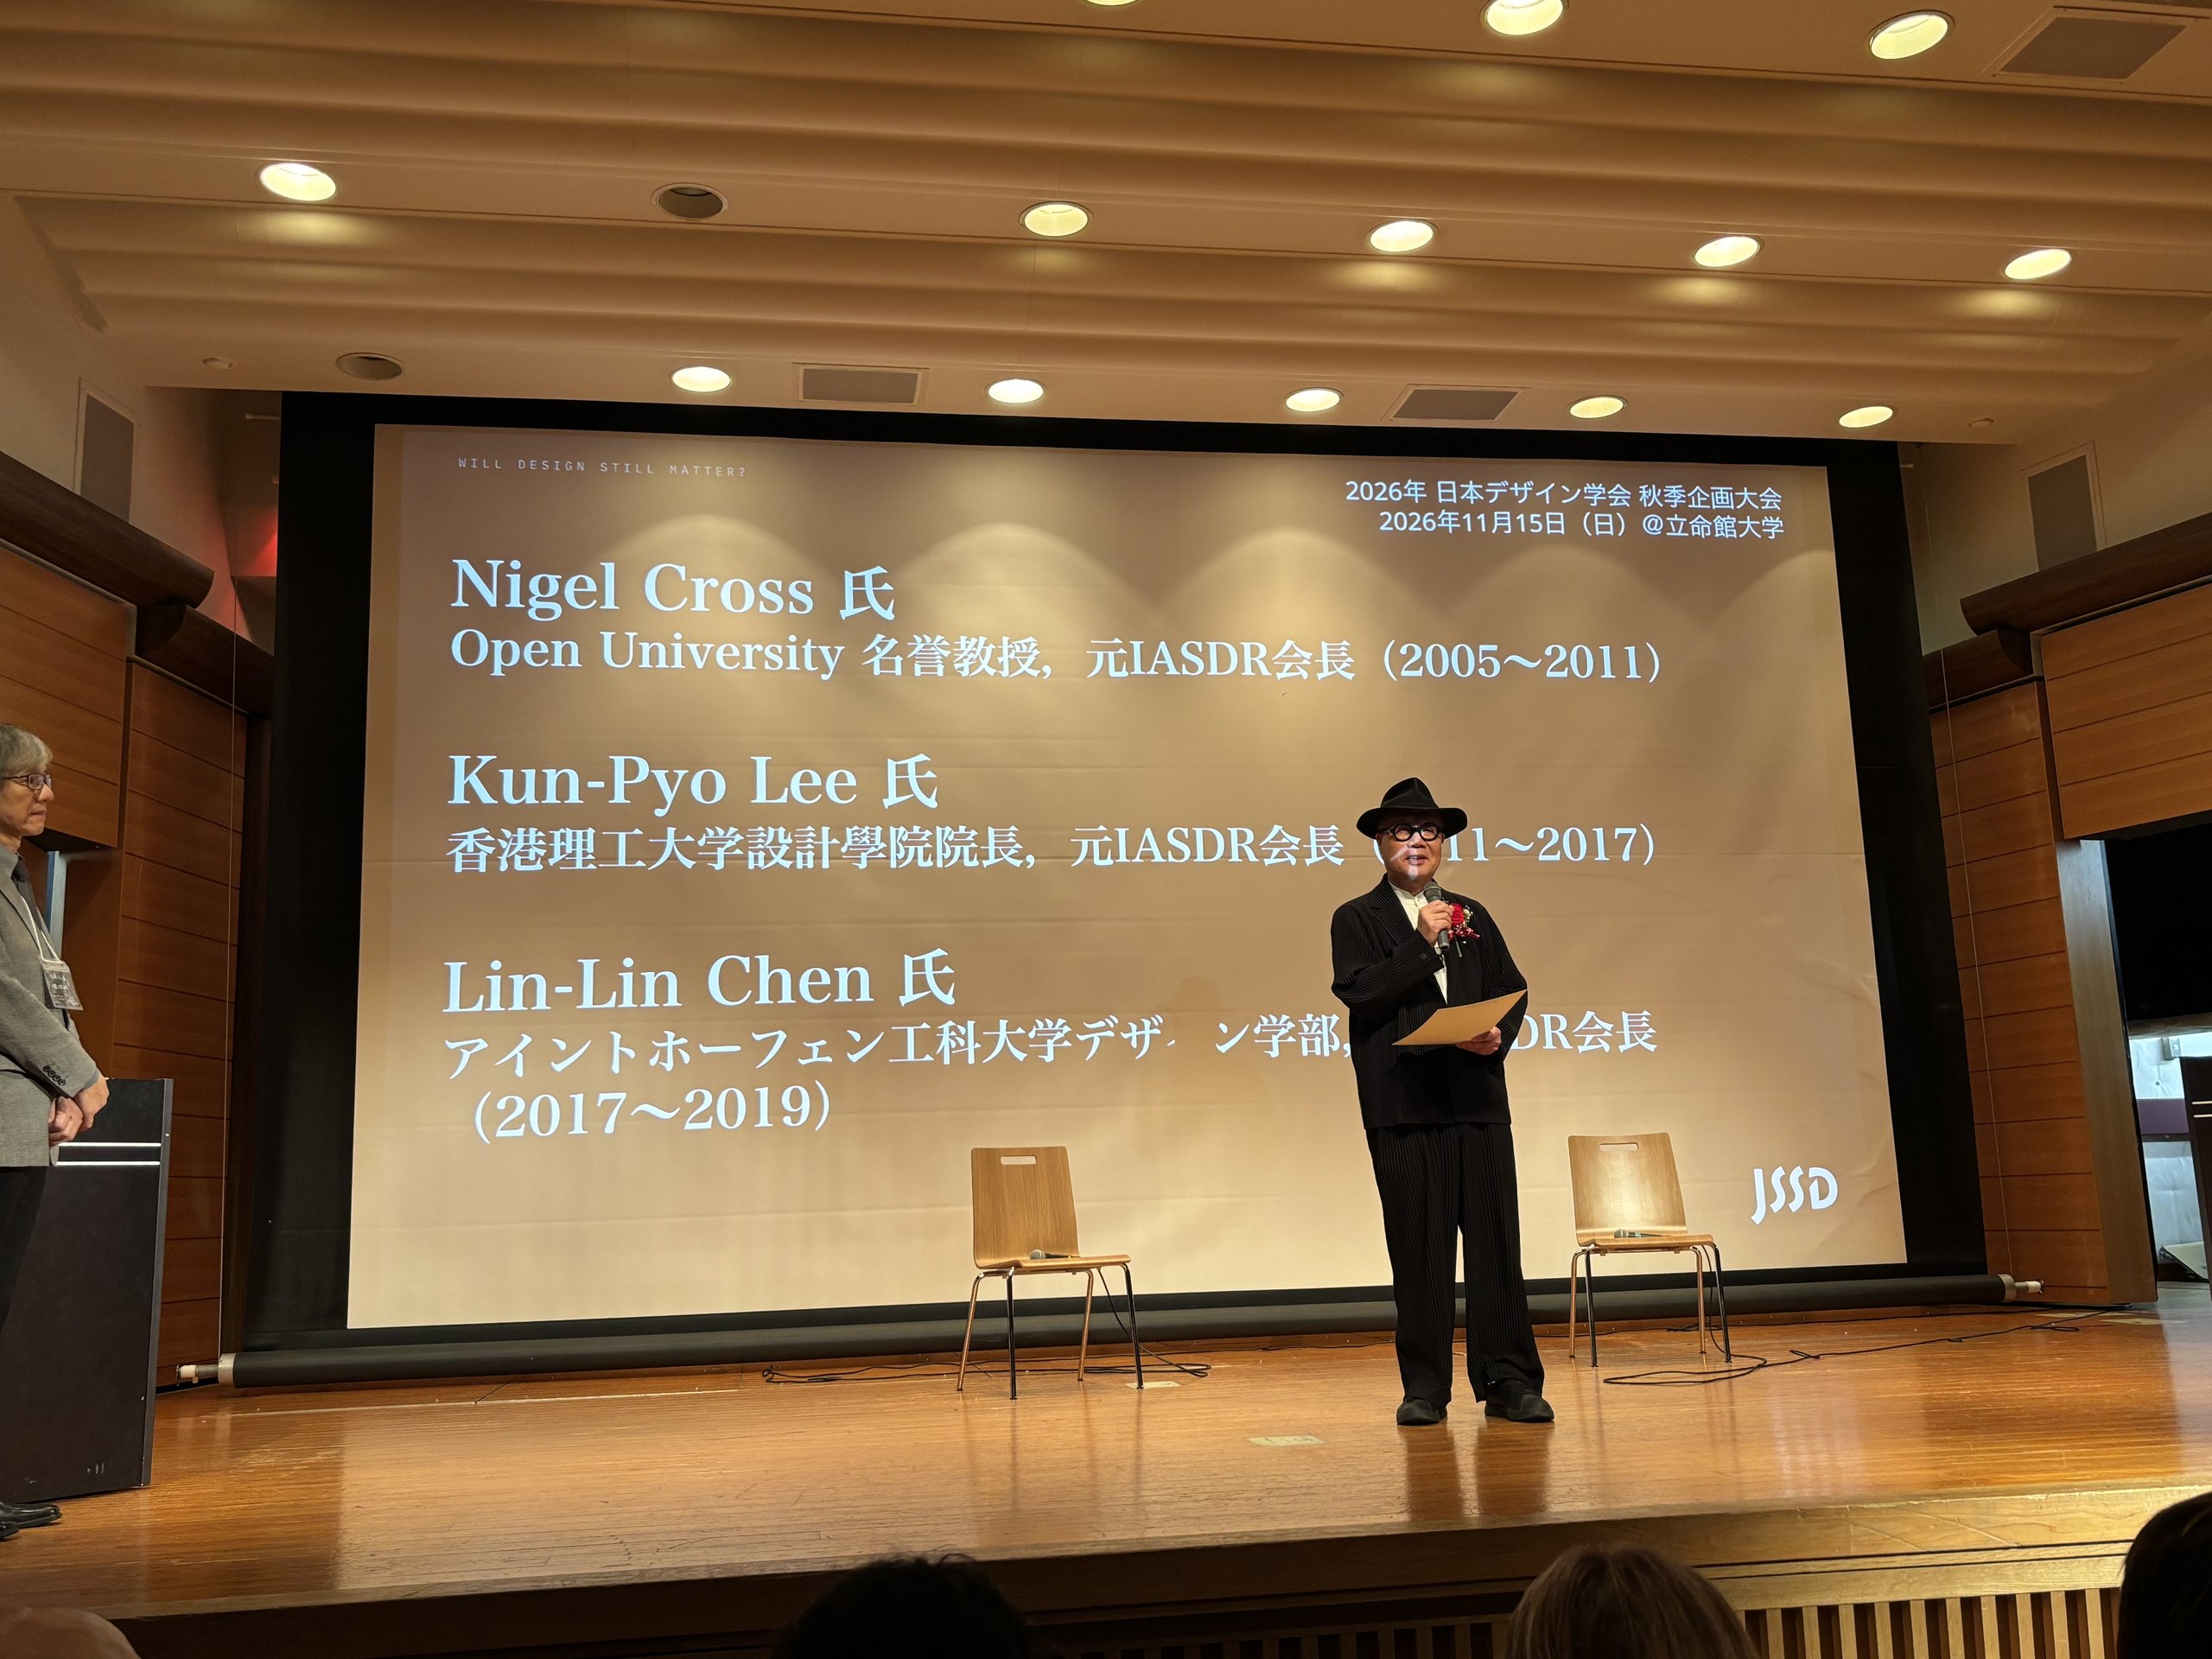 WILL DESIGN STILL MATTER?
2026年 日本デザイン学会 秋季企画大会
2026年11月15日（日）@立命館大学
Nigel Cross 氏
Open University 名誉教授，元IASDR会長（2005〜2011）
Kun-Pyo Lee 氏
香港理工大学設計學院院長，元IASDR会長（11〜2017）
Lin-Lin Chen 氏
アイントホーフェン工科大学デザイン学部，DR会長
（2017〜2019）
JSSD